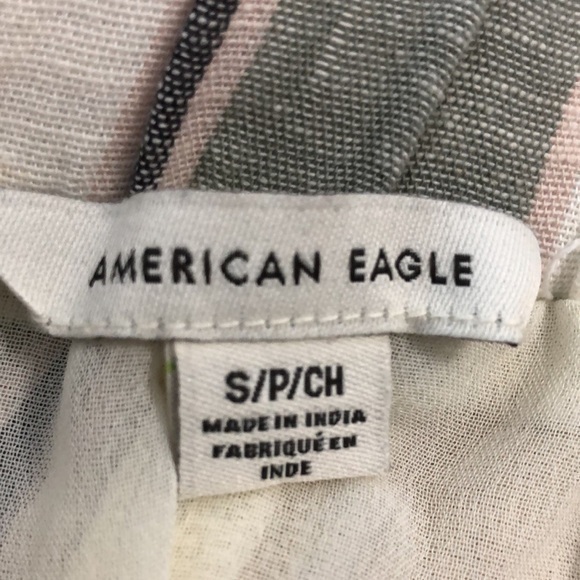 AMERICAN EAGLE
S/P/CH
MADE IN INDIA
FABRIQUÉ EN
INDE